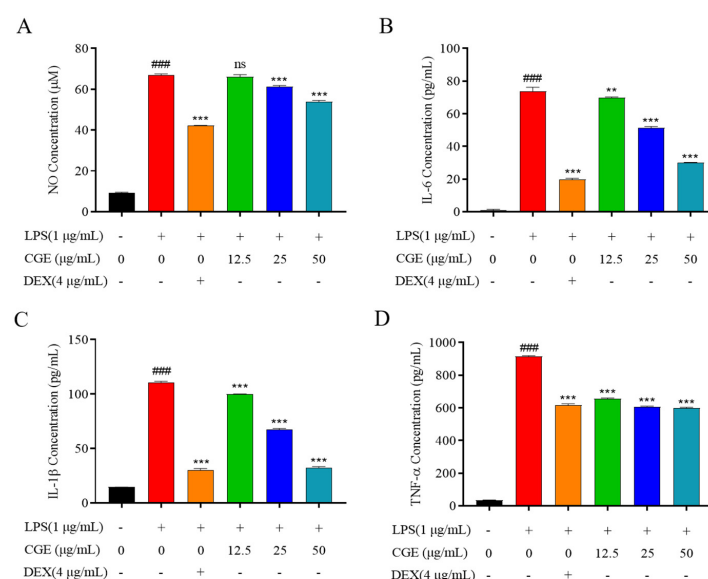 A
NO Concentration (μM)
80
60
40
20
0
###
***
ns
***
***
LPS(1 μg/mL) - + + + + +
CGE (μg/mL) 0 0 0 12.5 25 50
DEX(4 μg/mL) - - + - - -
B
IL-6 Concentration (pg/mL)
100
80
60
40
20
0
###
***
**
***
***
LPS(1 μg/mL) - + + + + +
CGE (μg/mL) 0 0 0 12.5 25 50
DEX(4 μg/mL) - - + - - -
C
IL-1β Concentration (pg/mL)
150
100
50
0
###
***
***
***
***
LPS(1 μg/mL) - + + + + +
CGE (μg/mL) 0 0 0 12.5 25 50
DEX(4 μg/mL) - - + - - -
D
TNF-α Concentration (pg/mL)
1000
800
600
400
200
0
###
***
***
***
***
LPS(1 μg/mL) - + + + + +
CGE (μg/mL) 0 0 0 12.5 25 50
DEX(4 μg/mL) - - + - - -